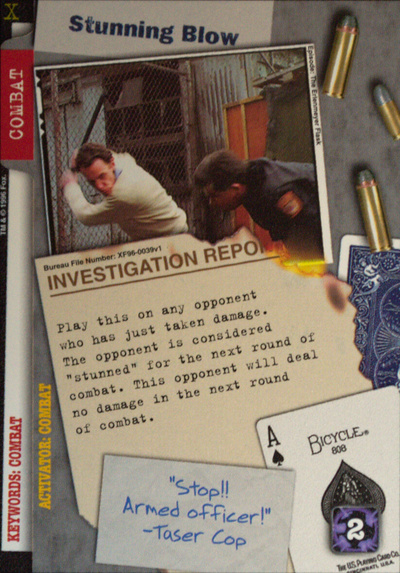 X
Stunning Blow
COMBAT
Episode: The Erlenmeyer Flask
TM & © 1996 Fox.
Bureau File Number: XF96-0039v1
INVESTIGATION REPO
Play this on any opponent
who has just taken damage.
The opponent is considered
"stunned" for the next round of
combat. This opponent will deal
no damage in the next round
of combat.
KEYWORDS: COMBAT
ACTIVATOR: COMBAT
"Stop!!
Armed officer!"
-Taser Cop
A
BICYCLE®
808
2
THE U.S. PLAYING CARD CO.
CINCINNATI, U.S.A.